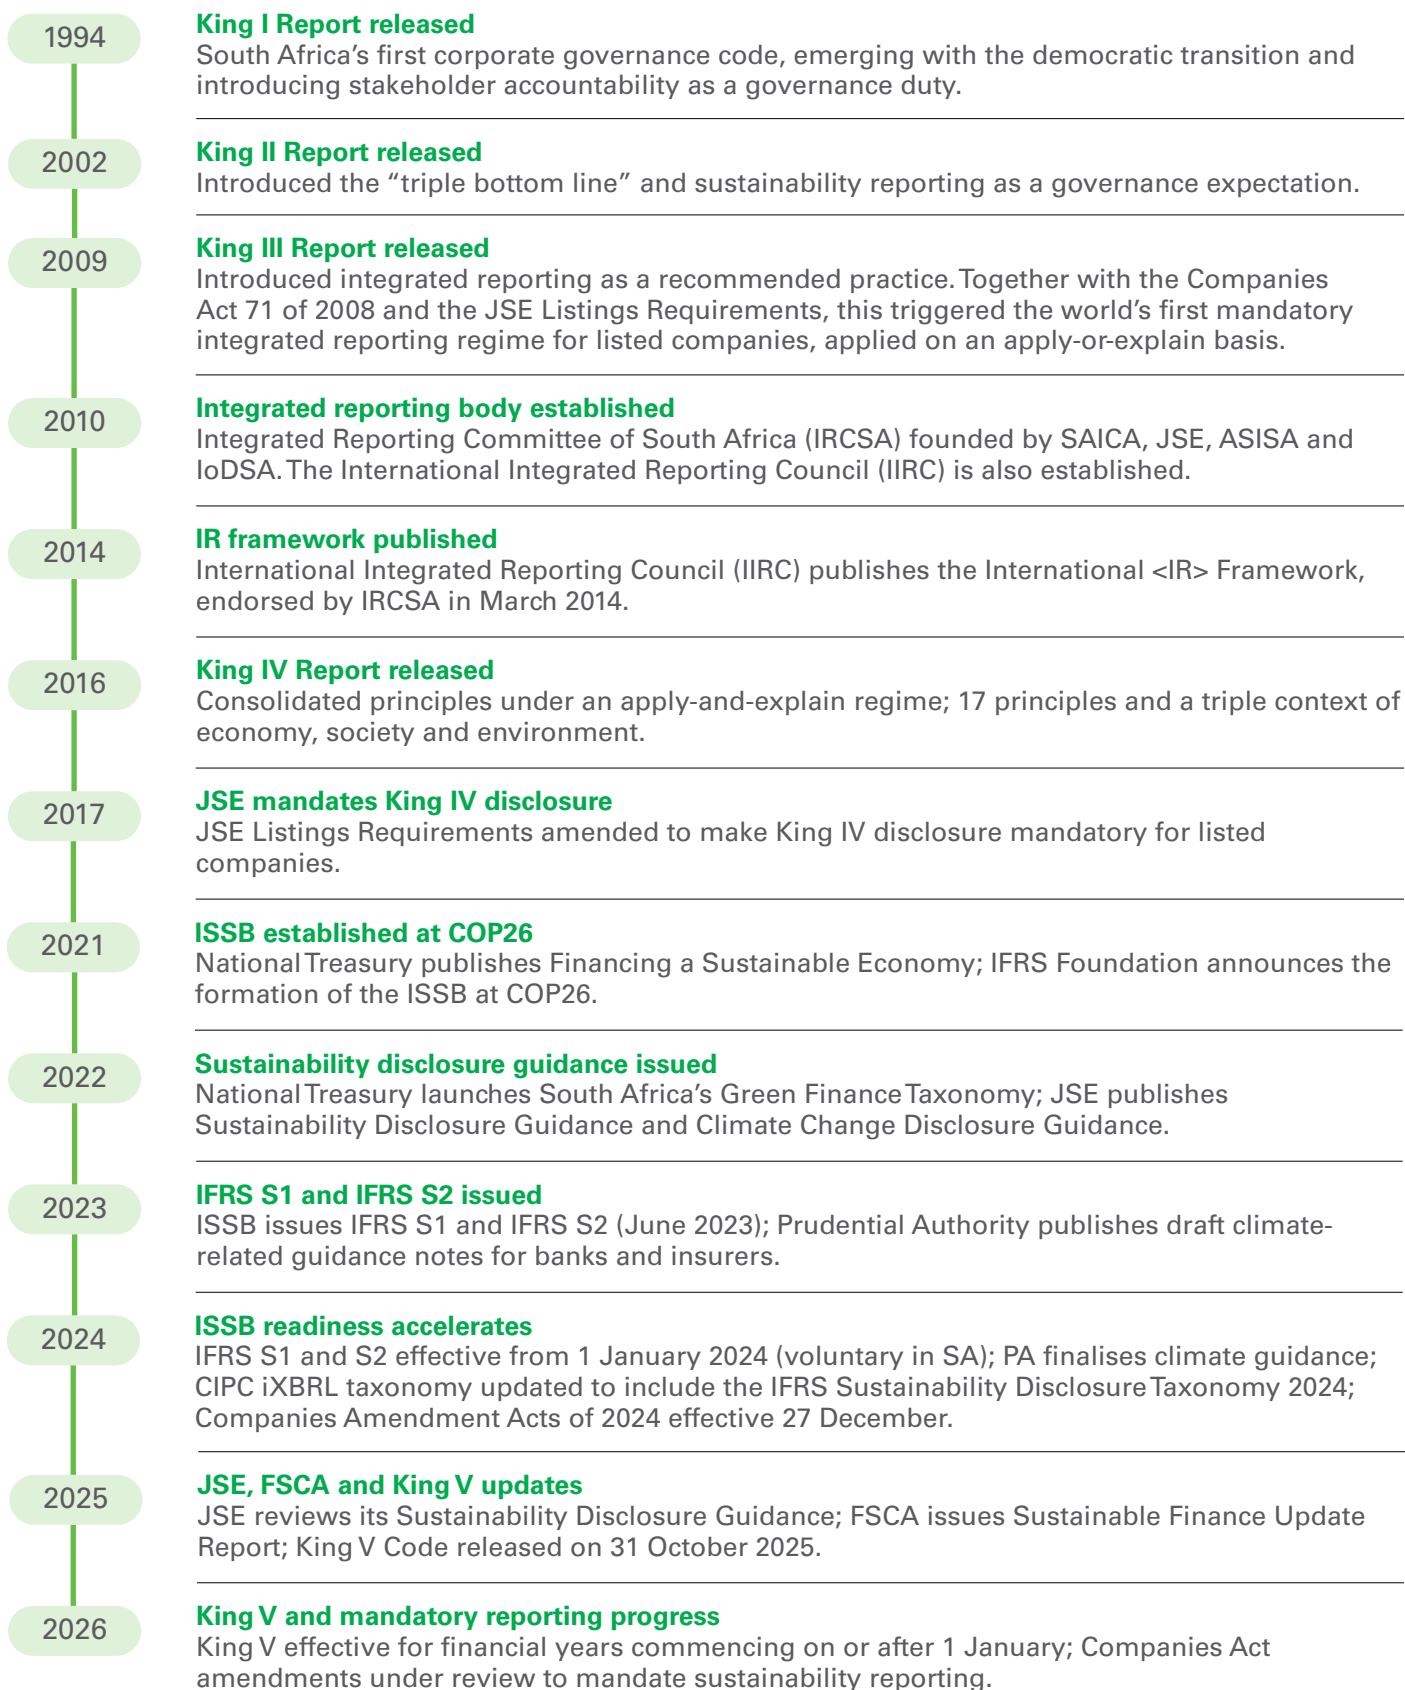 1994
King I Report released
South Africa’s first corporate governance code, emerging with the democratic transition and
introducing stakeholder accountability as a governance duty.
2002
King II Report released
Introduced the “triple bottom line” and sustainability reporting as a governance expectation.
2009
King III Report released
Introduced integrated reporting as a recommended practice. Together with the Companies
Act 71 of 2008 and the JSE Listings Requirements, this triggered the world’s first mandatory
integrated reporting regime for listed companies, applied on an apply-or-explain basis.
2010
Integrated reporting body established
Integrated Reporting Committee of South Africa (IRCSA) founded by SAICA, JSE, ASISA and
IoDSA. The International Integrated Reporting Council (IIRC) is also established.
2014
IR framework published
International Integrated Reporting Council (IIRC) publishes the International <IR> Framework,
endorsed by IRCSA in March 2014.
2016
King IV Report released
Consolidated principles under an apply-and-explain regime; 17 principles and a triple context of
economy, society and environment.
2017
JSE mandates King IV disclosure
JSE Listings Requirements amended to make King IV disclosure mandatory for listed
companies.
2021
ISSB established at COP26
National Treasury publishes Financing a Sustainable Economy; IFRS Foundation announces the
formation of the ISSB at COP26.
2022
Sustainability disclosure guidance issued
National Treasury launches South Africa’s Green Finance Taxonomy; JSE publishes
Sustainability Disclosure Guidance and Climate Change Disclosure Guidance.
2023
IFRS S1 and IFRS S2 issued
ISSB issues IFRS S1 and IFRS S2 (June 2023); Prudential Authority publishes draft climate-
related guidance notes for banks and insurers.
2024
ISSB readiness accelerates
IFRS S1 and S2 effective from 1 January 2024 (voluntary in SA); PA finalises climate guidance;
CIPC iXBRL taxonomy updated to include the IFRS Sustainability Disclosure Taxonomy 2024;
Companies Amendment Acts of 2024 effective 27 December.
2025
JSE, FSCA and King V updates
JSE reviews its Sustainability Disclosure Guidance; FSCA issues Sustainable Finance Update
Report; King V Code released on 31 October 2025.
2026
King V and mandatory reporting progress
King V effective for financial years commencing on or after 1 January; Companies Act
amendments under review to mandate sustainability reporting.